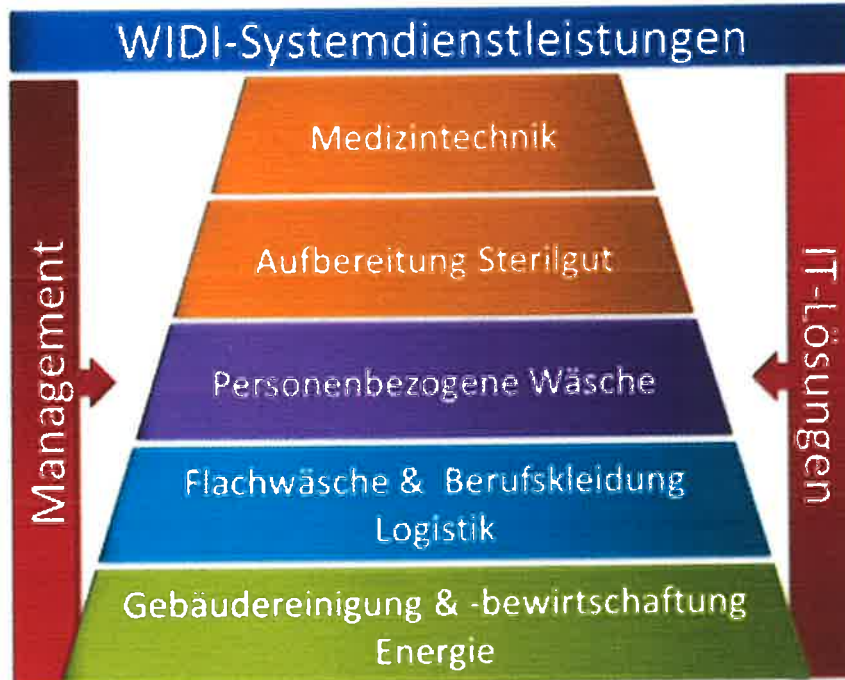 WIDI-Systemdienstleistungen
Management
Medizintechnik
Aufbereitung Sterilgut
Personenbezogene Wäsche
Flachwäsche & Berufskleidung
Logistik
Gebäudereinigung & -bewirtschaftung
Energie
IT-Lösungen